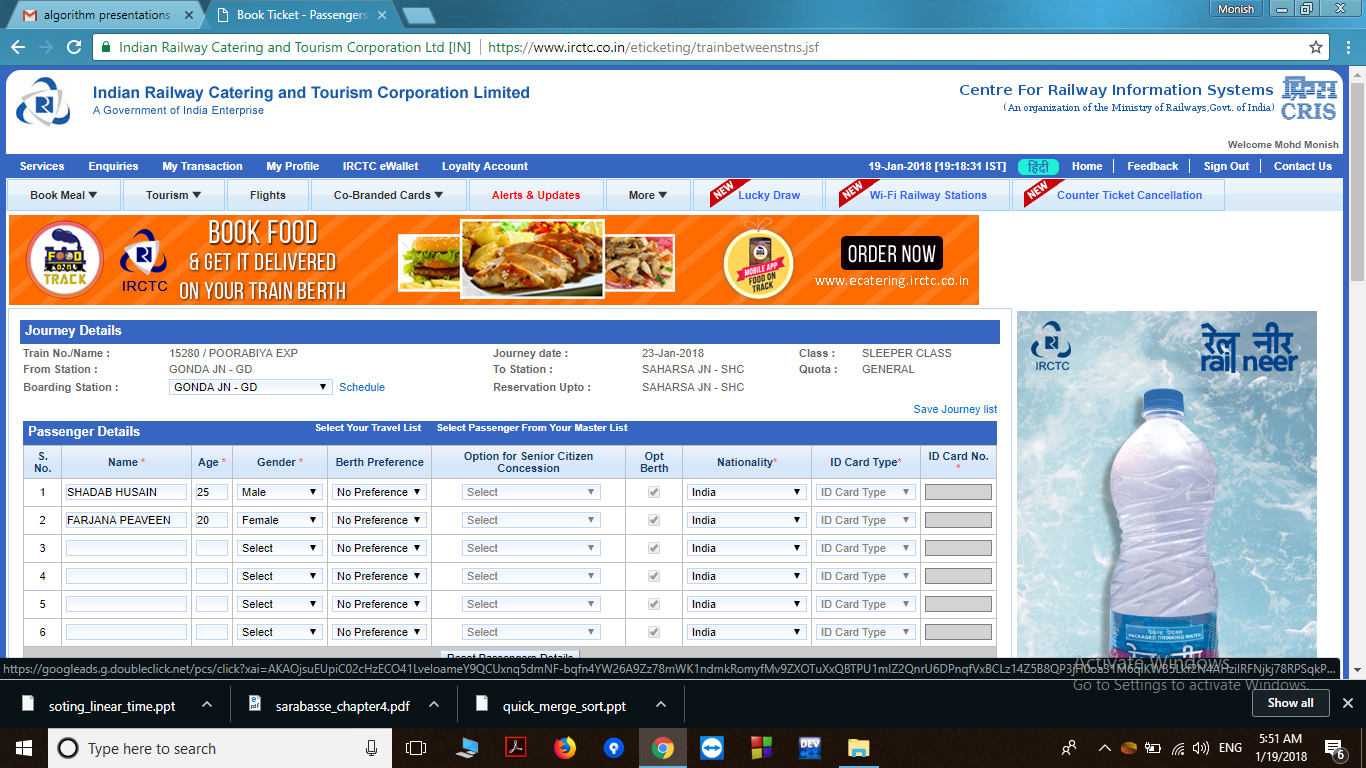 algorithm presentations
Book Ticket - Passengers
Monish
Indian Railway Catering and Tourism Corporation Ltd [IN] https://www.irctc.co.in/eticketing/trainbetweenstns.jsf
Indian Railway Catering and Tourism Corporation Limited
A Government of India Enterprise
Centre For Railway Information Systems
(An organization of the Ministry of Railways,Govt. of India)
CRIS
Welcome Mohd Monish
Services Enquiries My Transaction My Profile IRCTC eWallet Loyalty Account 19-Jan-2018 [19:18:31 IST] हिंदी Home Feedback Sign Out Contact Us
Book Meal Tourism Flights Co-Branded Cards Alerts & Updates More NEW Lucky Draw NEW Wi-Fi Railway Stations NEW Counter Ticket Cancellation
FOOD ON TRACK
IRCTC
BOOK FOOD
& GET IT DELIVERED
ON YOUR TRAIN BERTH
MOBILE APP
FOOD ON TRACK
ORDER NOW
www.ecatering.irctc.co.in
Journey Details
Train No./Name : 15280 / POORABIYA EXP Journey date : 23-Jan-2018 Class : SLEEPER CLASS
From Station : GONDA JN - GD To Station : SAHARSA JN - SHC Quota : GENERAL
Boarding Station : GONDA JN - GD Schedule Reservation Upto : SAHARSA JN - SHC
Save Journey list
Passenger Details Select Your Travel List Select Passenger From Your Master List
S. No. Name * Age * Gender * Berth Preference Option for Senior Citizen Concession Opt Berth Nationality* ID Card Type* ID Card No. *
1 SHADAB HUSAIN 25 Male No Preference Select India ID Card Type
2 FARJANA PEAVEEN 20 Female No Preference Select India ID Card Type
3 Select No Preference Select India ID Card Type
4 Select No Preference Select India ID Card Type
5 Select No Preference Select India ID Card Type
6 Select No Preference Select India ID Card Type
Reset Passengers Details
IRCTC
रेल नीर
rail neer
PACKAGED DRINKING WATER
Activate Windows
Go to Settings to activate Windows.
soting_linear_time.ppt
sarabasse_chapter4.pdf
quick_merge_sort.ppt
Show all
Type here to search
DEV
ENG
5:51 AM
1/19/2018
6